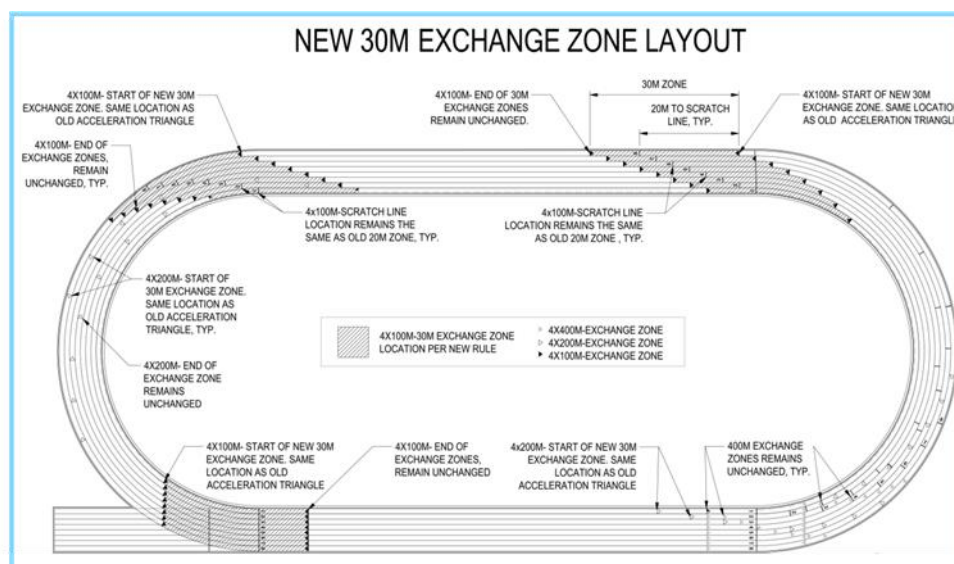 NEW 30M EXCHANGE ZONE LAYOUT
4X100M- START OF NEW 30M
EXCHANGE ZONE. SAME LOCATION AS
OLD ACCELERATION TRIANGLE
4X100M- END OF
EXCHANGE ZONES,
REMAIN
UNCHANGED, TYP.
4X100M- END OF 30M
EXCHANGE ZONES
REMAIN UNCHANGED.
30M ZONE
20M TO SCRATCH
LINE, TYP.
4X100M- START OF NEW 30M
EXCHANGE ZONE. SAME LOCATION
AS OLD ACCELERATION TRIANGLE
4x100M-SCRATCH LINE
LOCATION REMAINS THE
SAME AS OLD 20M ZONE, TYP.
4x100M-SCRATCH LINE
LOCATION REMAINS THE SAME
AS OLD 20M ZONE , TYP.
4X200M- START OF
30M EXCHANGE ZONE.
SAME LOCATION AS
OLD ACCELERATION
TRIANGLE, TYP.
4X200M- END OF
EXCHANGE ZONE
REMAINS
UNCHANGED
4X100M-30M EXCHANGE ZONE
LOCATION PER NEW RULE
4X400M-EXCHANGE ZONE
4X200M-EXCHANGE ZONE
4X100M-EXCHANGE ZONE
4X100M- START OF NEW 30M
EXCHANGE ZONE. SAME
LOCATION AS OLD
ACCELERATION TRIANGLE
4X100M- END OF
EXCHANGE ZONES,
REMAIN UNCHANGED
4x200M- START OF NEW 30M
EXCHANGE ZONE. SAME
LOCATION AS OLD
ACCELERATION TRIANGLE
400M EXCHANGE
ZONES REMAINS
UNCHANGED, TYP.